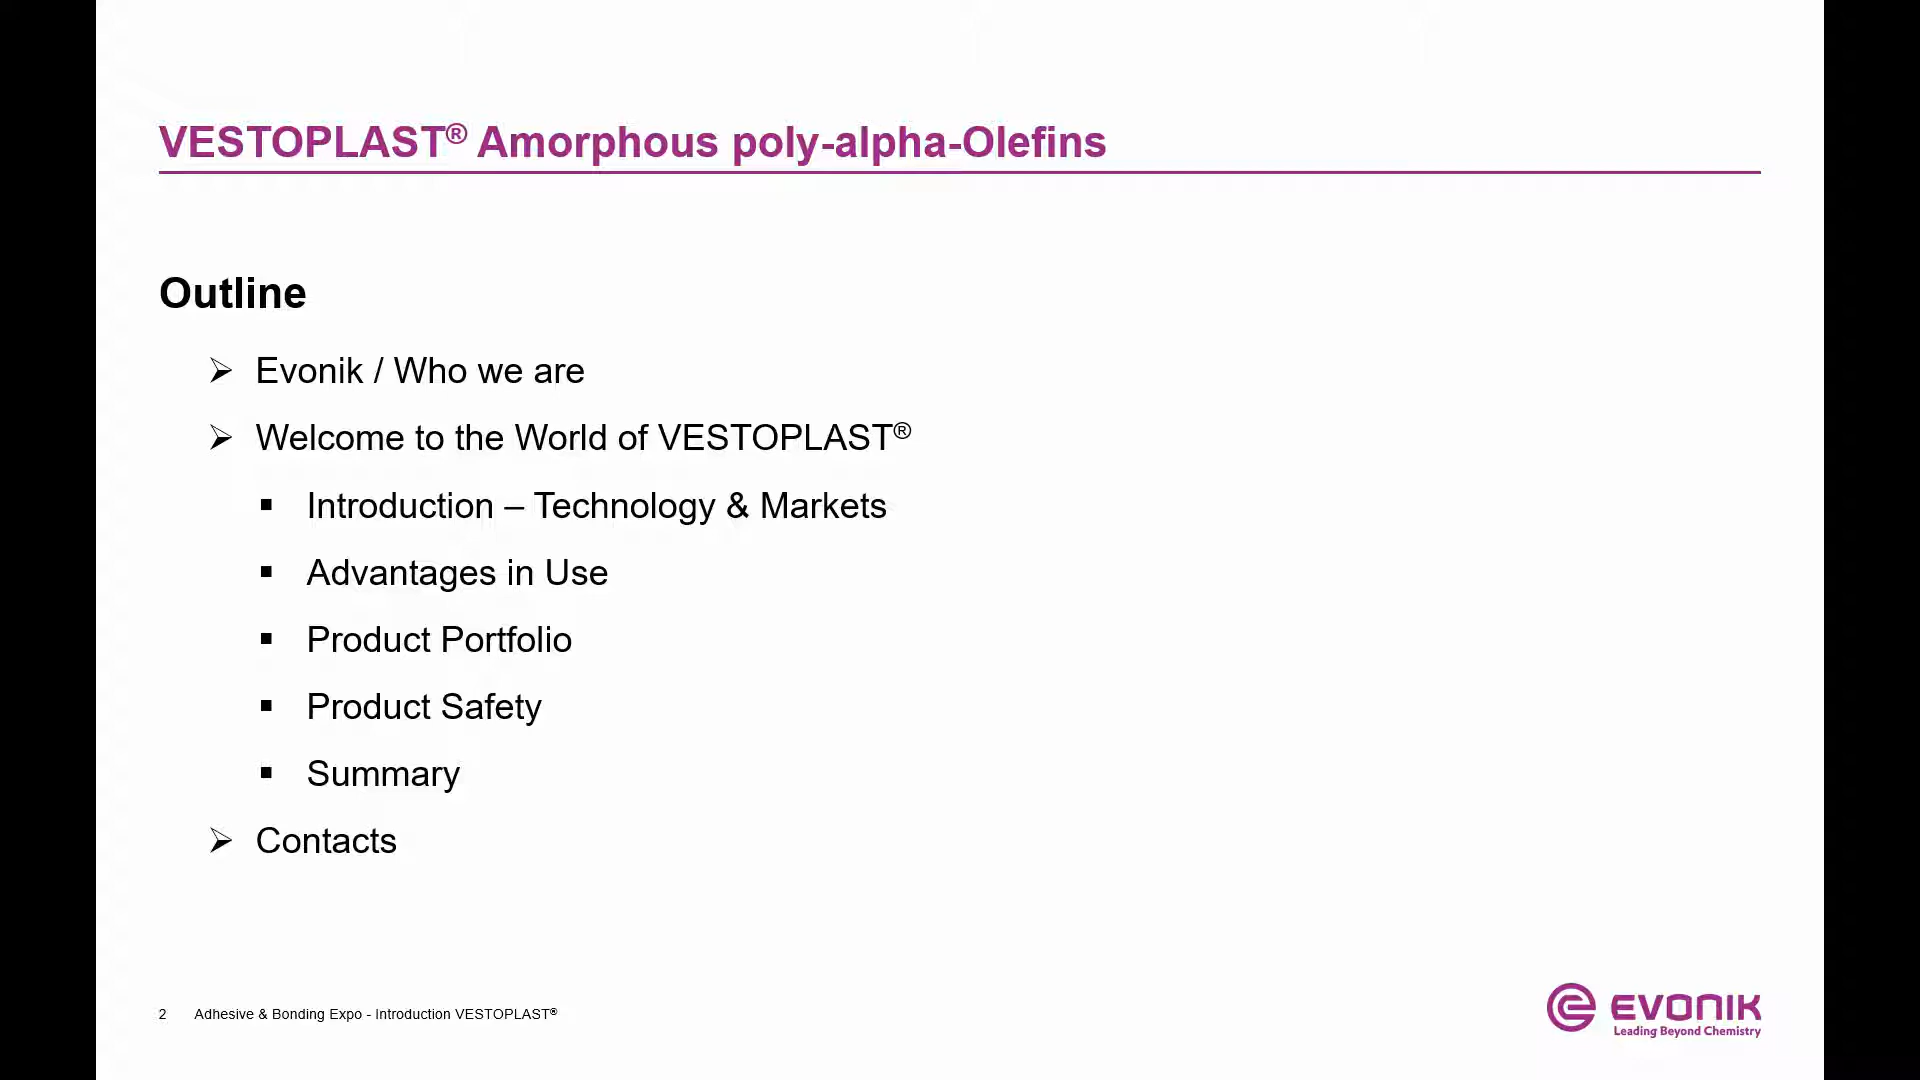 VESTOPLAST® Amorphous poly-alpha-Olefins
Outline
Evonik / Who we are
Welcome to the World of VESTOPLAST®
Introduction – Technology & Markets
Advantages in Use
Product Portfolio
Product Safety
Summary
Contacts
2 Adhesive & Bonding Expo - Introduction VESTOPLAST®
EVONIK
Leading Beyond Chemistry